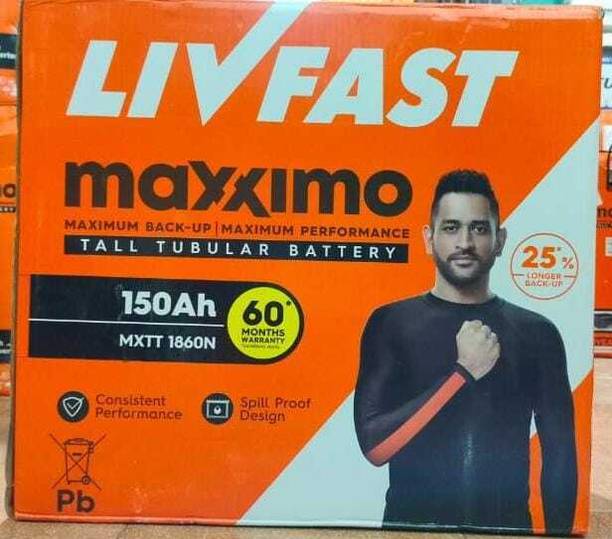 LIVFAST
maxximo
MAXIMUM BACK-UP | MAXIMUM PERFORMANCE
TALL TUBULAR BATTERY
25*%
LONGER
BACK-UP
150Ah
MXTT 1860N
60*
MONTHS
WARRANTY
Consistent
Performance
Spill Proof
Design
Pb